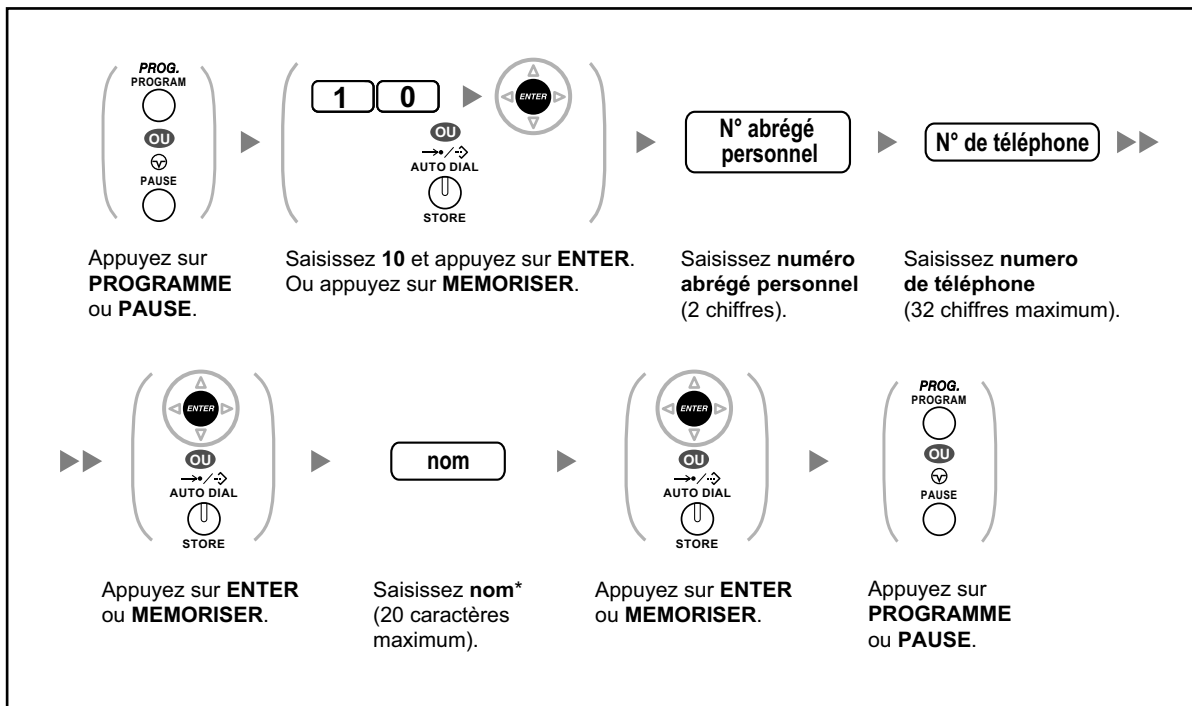 PROG.
PROGRAM
OU
PAUSE
1 0
ENTER
OU
AUTO DIAL
STORE
N° abrégé
personnel
N° de téléphone
Appuyez sur
PROGRAMME
ou PAUSE.
Saisissez 10 et appuyez sur ENTER.
Ou appuyez sur MEMORISER.
Saisissez numéro
abrégé personnel
(2 chiffres).
Saisissez numero
de téléphone
(32 chiffres maximum).
ENTER
OU
AUTO DIAL
STORE
nom
ENTER
OU
AUTO DIAL
STORE
PROG.
PROGRAM
OU
PAUSE
Appuyez sur ENTER
ou MEMORISER.
Saisissez nom*
(20 caractères
maximum).
Appuyez sur ENTER
ou MEMORISER.
Appuyez sur
PROGRAMME
ou PAUSE.